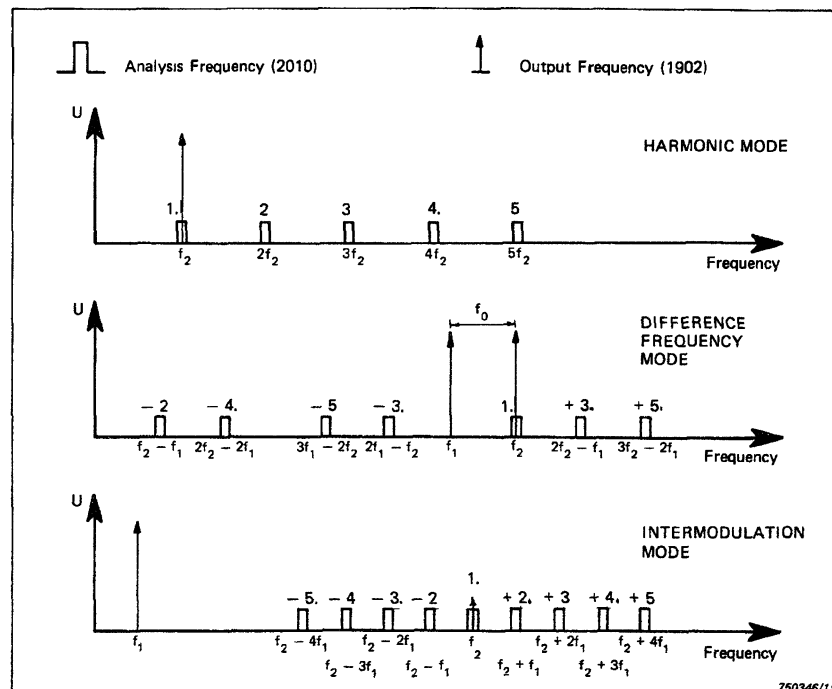 Analysis Frequency (2010)
Output Frequency (1902)
U
HARMONIC MODE
1. 2 3 4. 5
f₂ 2f₂ 3f₂ 4f₂ 5f₂
Frequency
U
f₀
DIFFERENCE
FREQUENCY
MODE
− 2 − 4. − 5 − 3. 1. + 3. + 5.
f₂ − f₁ 2f₂ − 2f₁ 3f₁ − 2f₂ 2f₁ − f₂ f₁ f₂ 2f₂ − f₁ 3f₂ − 2f₁
Frequency
U
INTERMODULATION
MODE
1.
− 5. − 4 − 3. − 2 + 2. + 3 + 4. + 5
f₁ f₂ − 4f₁ f₂ − 2f₁ f₂ f₂ + 2f₁ f₂ + 4f₁
f₂ − 3f₁ f₂ − f₁ f₂ + f₁ f₂ + 3f₁
Frequency